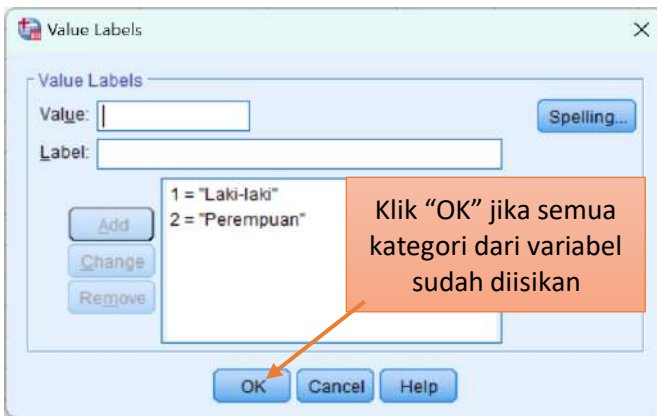 Value Labels
Value Labels
Value:
Spelling...
Label:
1 = "Laki-laki"
2 = "Perempuan"
Add
Change
Remove
Klik “OK” jika semua
kategori dari variabel
sudah diisikan
OK
Cancel
Help